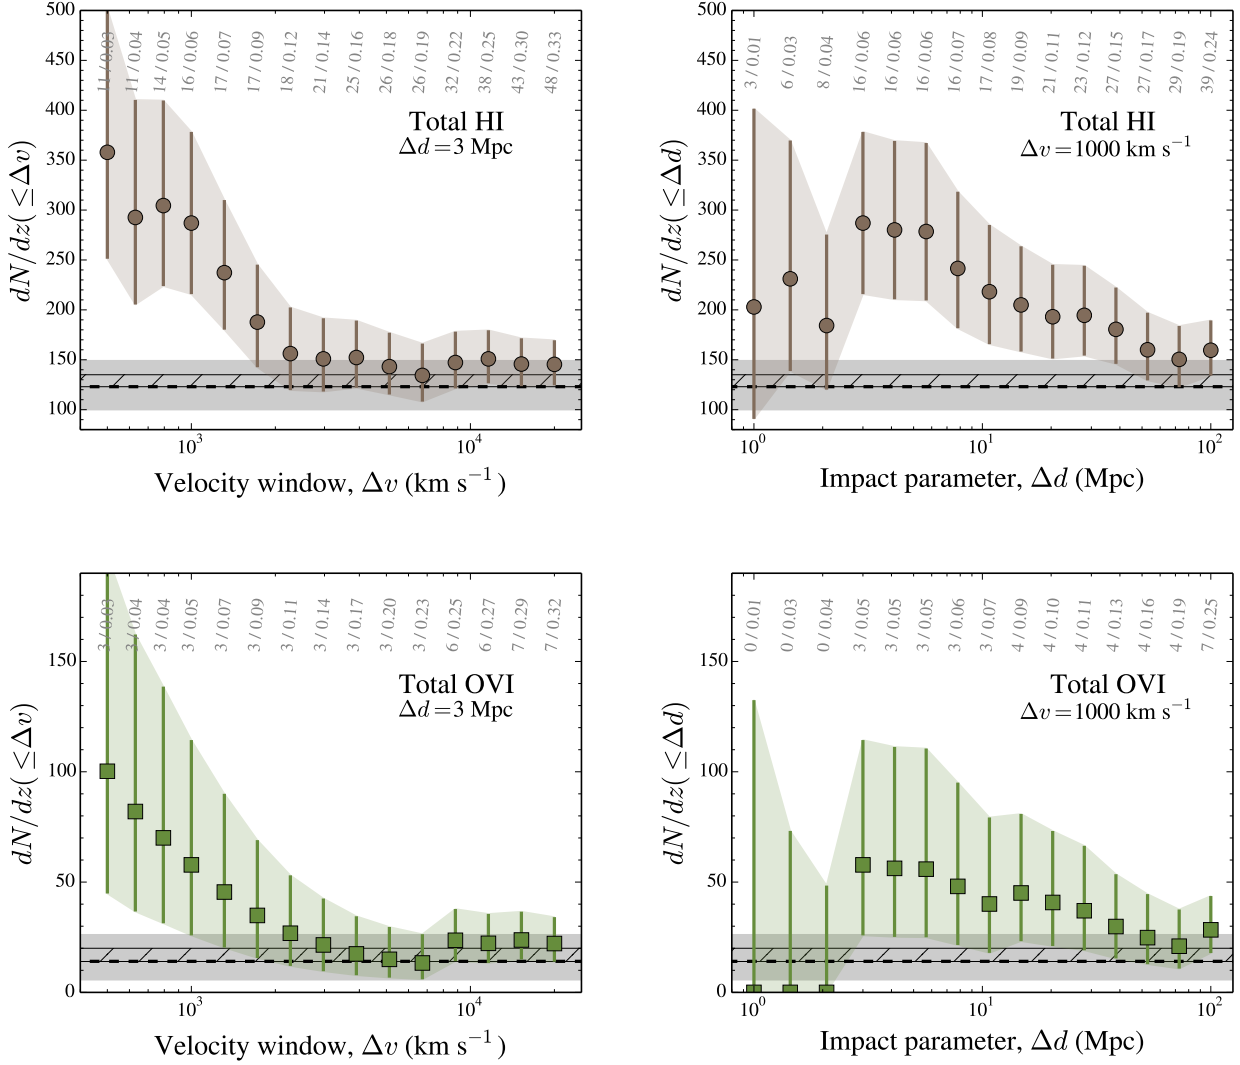 500
450
400
350
300
250
200
150
100
dN/dz(≤Δv)
11 / 0.03
11 / 0.04
14 / 0.05
16 / 0.06
17 / 0.07
17 / 0.09
18 / 0.12
21 / 0.14
25 / 0.16
26 / 0.18
26 / 0.19
32 / 0.22
38 / 0.25
43 / 0.30
48 / 0.33
Total HI
Δd = 3 Mpc
10³
10⁴
Velocity window, Δv (km s⁻¹)
500
450
400
350
300
250
200
150
100
dN/dz(≤Δd)
3 / 0.01
6 / 0.03
8 / 0.04
16 / 0.06
16 / 0.06
16 / 0.06
16 / 0.07
17 / 0.08
19 / 0.09
21 / 0.11
23 / 0.12
27 / 0.15
27 / 0.17
29 / 0.19
39 / 0.24
Total HI
Δv = 1000 km s⁻¹
10⁰
10¹
10²
Impact parameter, Δd (Mpc)
150
100
50
0
dN/dz(≤Δv)
3 / 0.03
3 / 0.04
3 / 0.04
3 / 0.05
3 / 0.07
3 / 0.09
3 / 0.11
3 / 0.14
3 / 0.17
3 / 0.20
3 / 0.23
6 / 0.25
6 / 0.27
7 / 0.29
7 / 0.32
Total OVI
Δd = 3 Mpc
10³
10⁴
Velocity window, Δv (km s⁻¹)
150
100
50
0
dN/dz(≤Δd)
0 / 0.01
0 / 0.03
0 / 0.04
3 / 0.05
3 / 0.05
3 / 0.05
3 / 0.06
3 / 0.07
4 / 0.09
4 / 0.10
4 / 0.11
4 / 0.13
4 / 0.16
4 / 0.19
7 / 0.25
Total OVI
Δv = 1000 km s⁻¹
10⁰
10¹
10²
Impact parameter, Δd (Mpc)